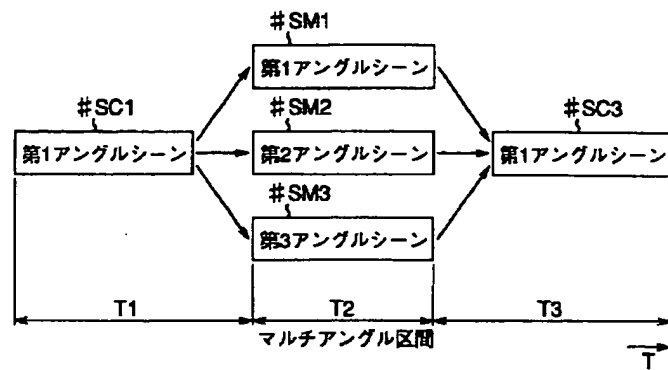 #SM1
第1アングルシーン
#SC1
第1アングルシーン
#SM2
第2アングルシーン
#SC3
第1アングルシーン
#SM3
第3アングルシーン
T1
T2
T3
マルチアングル区間
T